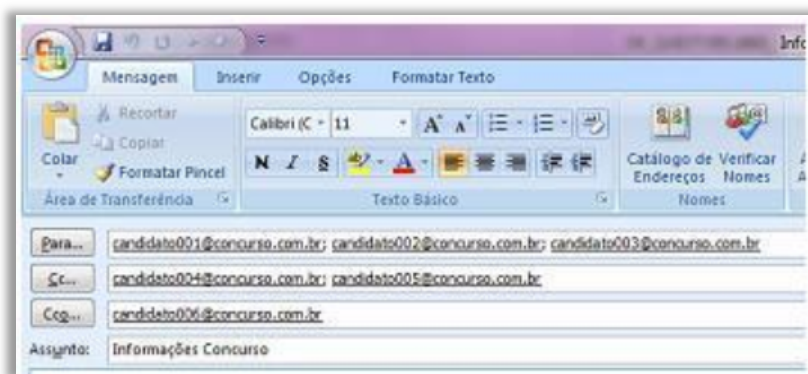 Info
Mensagem Inserir Opções Formatar Texto
Colar
Recortar
Copiar
Formatar Pincel
Área de Transferência
Calibri (C 11
N I S
Texto Básico
Catálogo de Endereços
Verificar Nomes
Nomes
Para... candidato001@concurso.com.br; candidato002@concurso.com.br; candidato003@concurso.com.br
Cc... candidato004@concurso.com.br; candidato005@concurso.com.br
Cco... candidato006@concurso.com.br
Assunto: Informações Concurso